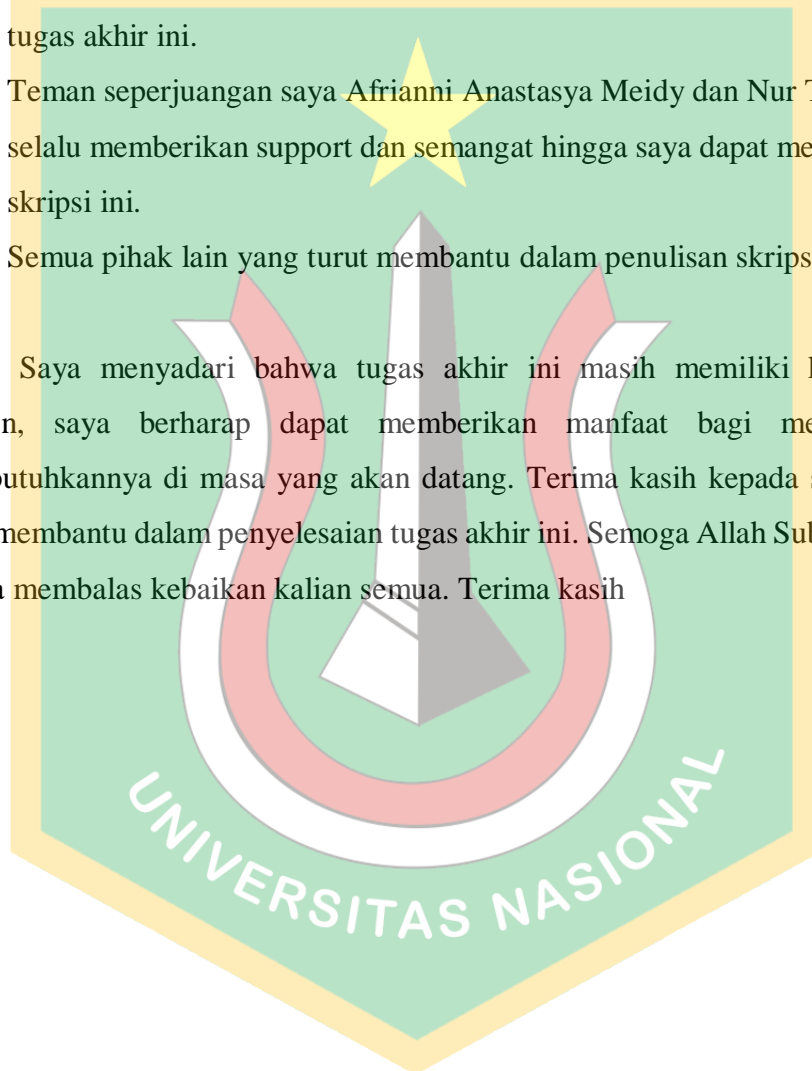 tugas akhir ini.
Teman seperjuangan saya Afrianni Anastasya Meidy dan Nur
selalu memberikan support dan semangat hingga saya dapat
skripsi ini.
Semua pihak lain yang turut membantu dalam penulisan
Saya menyadari bahwa tugas akhir ini masih memiliki
saya berharap dapat memberikan manfaat bagi
di masa yang akan datang. Terima kasih kepada
membantu dalam penyelesaian tugas akhir ini. Semoga Allah
membalas kebaikan kalian semua. Terima kasih
UNIVERSITAS NASIONAL